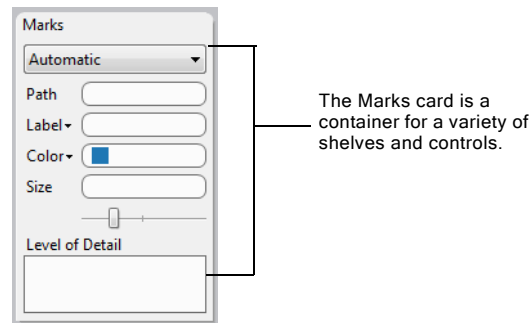 Marks
Automatic
Path
Label
Color
Size
Level of Detail
The Marks card is a
container for a variety of
shelves and controls.